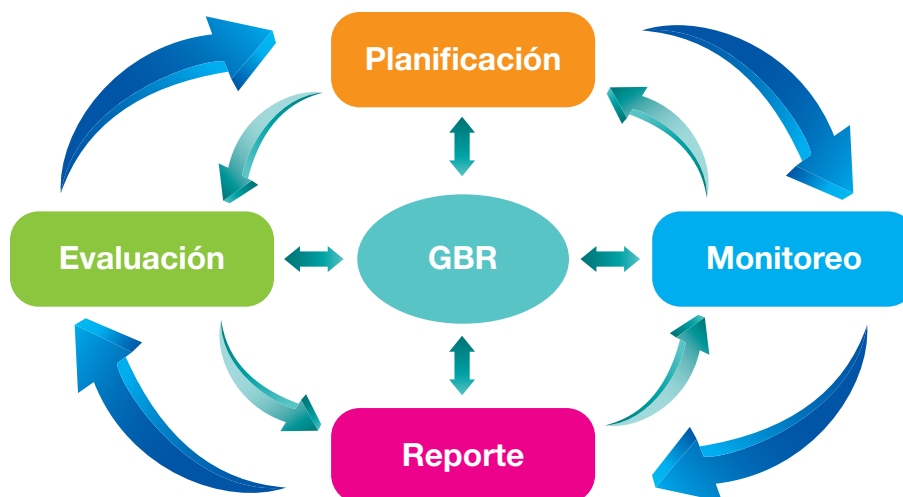 Planificación
Evaluación
GBR
Monitoreo
Reporte